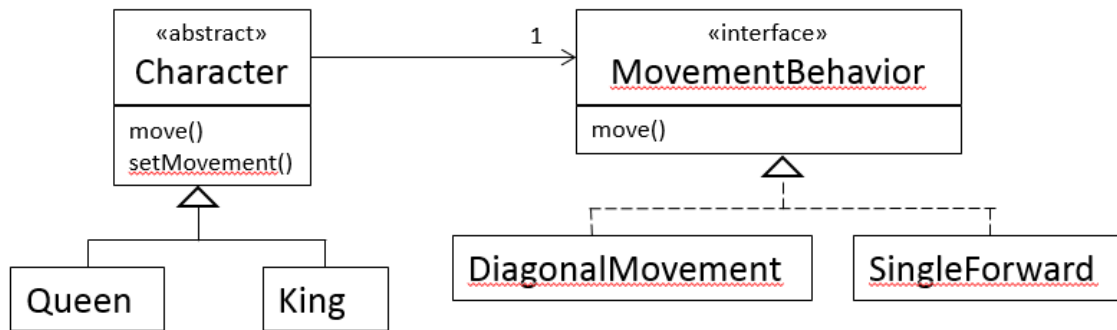 «abstract»
Character
move()
setMovement()
1
«interface»
MovementBehavior
move()
Queen
King
DiagonalMovement
SingleForward